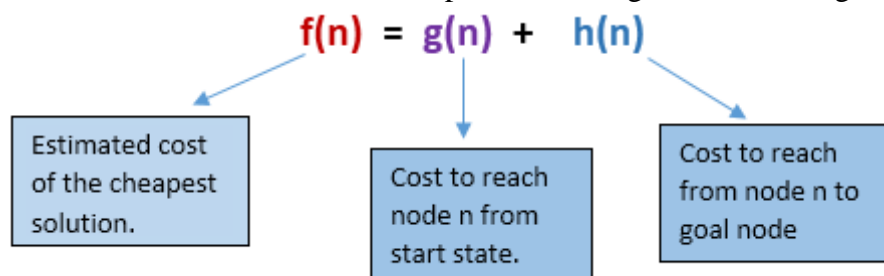 f(n) = g(n) + h(n)
Estimated cost
of the cheapest
solution.
Cost to reach
node n from
start state.
Cost to reach
from node n to
goal node